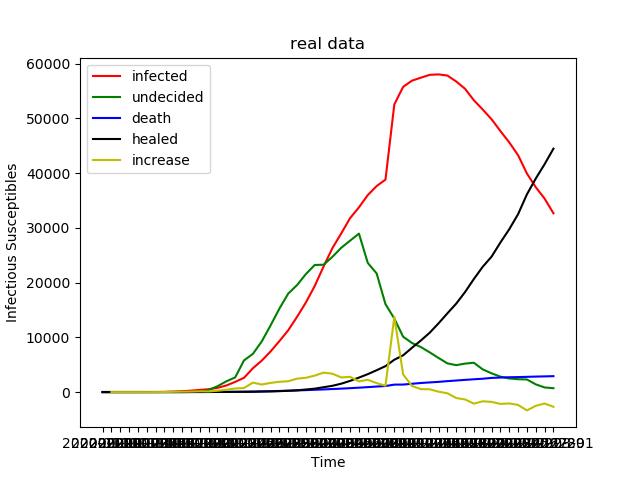 real data
60000
50000
40000
30000
20000
10000
0
Infectious Susceptibles
infected
undecided
death
healed
increase
Time